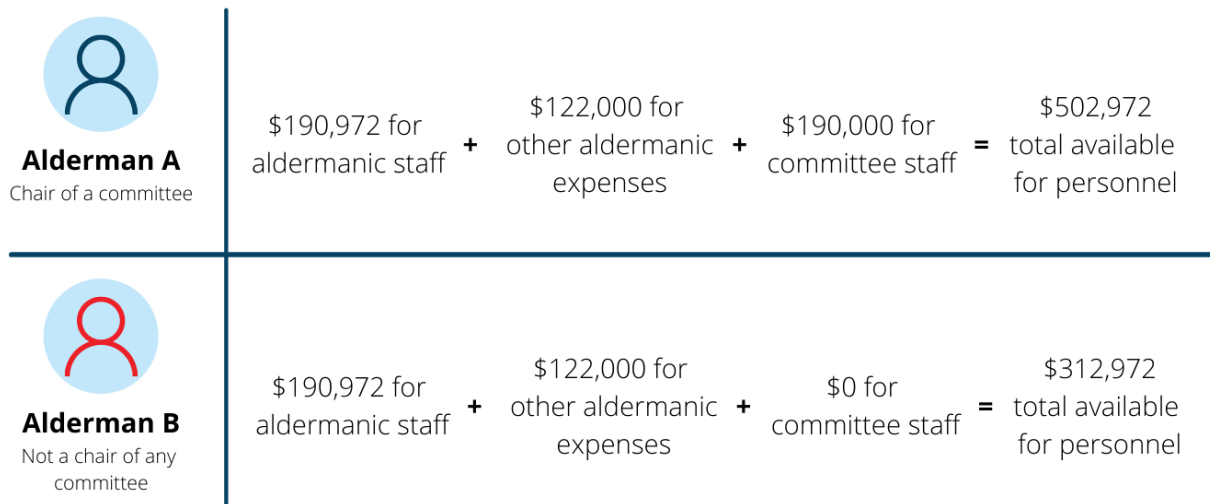 Alderman A
Chair of a committee
$190,972 for
aldermanic staff
+
$122,000 for
other aldermanic
expenses
+
$190,000 for
committee staff
=
$502,972
total available
for personnel
Alderman B
Not a chair of any
committee
$190,972 for
aldermanic staff
+
$122,000 for
other aldermanic
expenses
+
$0 for
committee staff
=
$312,972
total available
for personnel